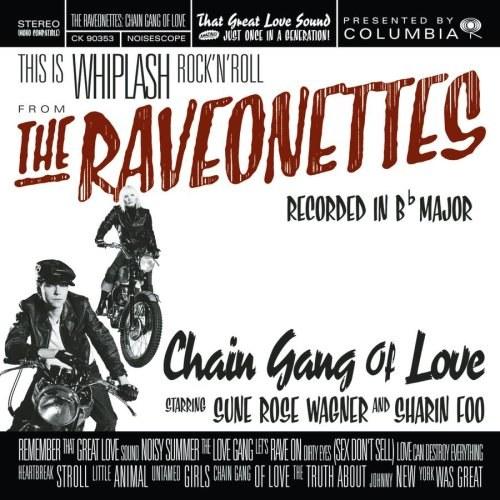 STEREO
(MONO COMPATIBLE)
THE RAVEONETTES: CHAIN GANG OF LOVE
CK 90353 NOISESCOPE
That Great Love Sound
JUST ONCE IN A GENERATION!
PRESENTED BY
COLUMBIA
THIS IS WHIPLASH ROCK'N'ROLL
FROM
THE RAVEONETTES
RECORDED IN B♭ MAJOR
Chain Gang Of Love
STARRING SUNE ROSE WAGNER AND SHARIN FOO
REMEMBER THAT GREAT LOVE SOUND NOISY SUMMER THE LOVE GANG LET'S RAVE ON DIRTY EYES (SEX DON'T SELL) LOVE CAN DESTROY EVERYTHING
HEARTBREAK STROLL LITTLE ANIMAL UNTAMED GIRLS CHAIN GANG OF LOVE THE TRUTH ABOUT JOHNNY NEW YORK WAS GREAT